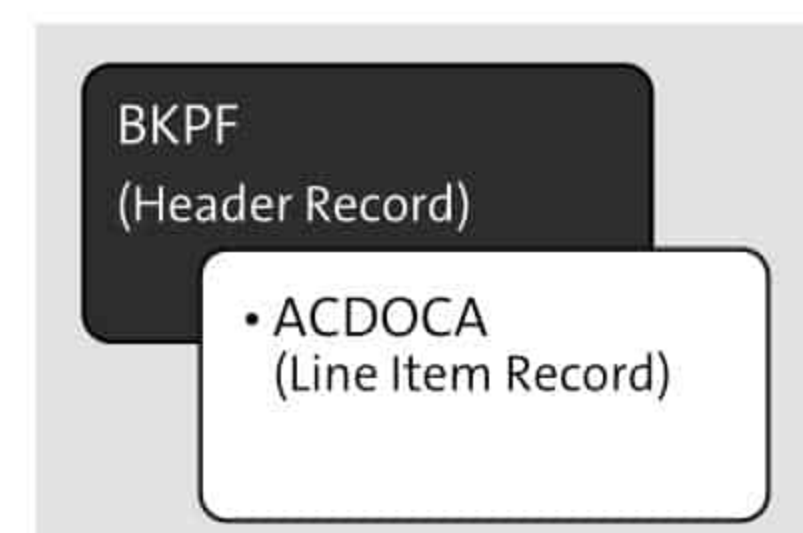 BKPF
(Header Record)
• ACDOCA
(Line Item Record)